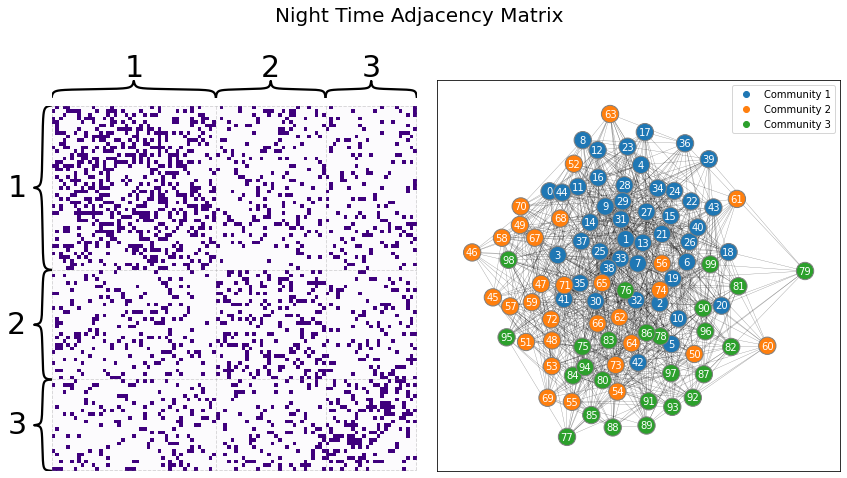 Night Time Adjacency Matrix
1 2 3
1
2
3
Community 1
Community 2
Community 3
63
17
8 36
12 23
39
52 4
16
28
0 44 11 34 24
61
29 22
70 9 43
27 15
68 31
49 14 40
21
58 67 37 1 13 26
46 3 25 18
98 33 56 6 99
38 7 79
19
47 71 35 65 81
76 74
45 41 30 32 2
57 59 90 20
72 66 62 10
86 78 96
95 51 48 75 83 64 5 82 60
50
53 94 73 42
84 97 87
80
69 54
55 91 92
93
85
77 88 89